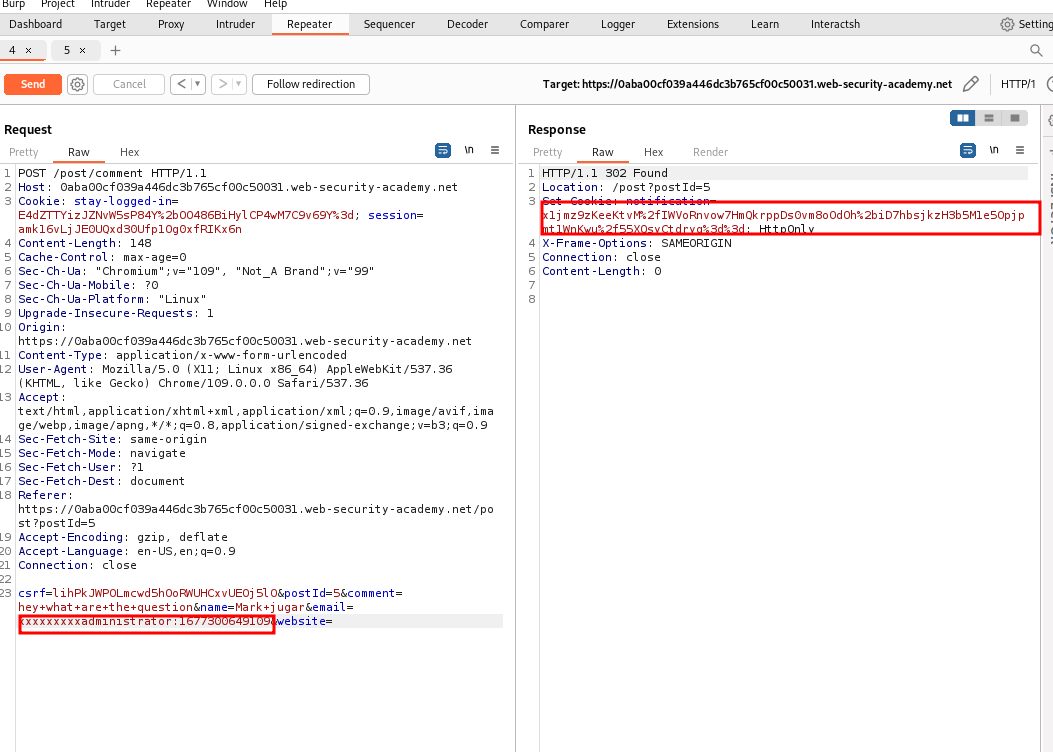 Burp Project Intruder Repeater Window Help
Dashboard Target Proxy Intruder Repeater Sequencer Decoder Comparer Logger Extensions Learn Interactsh Setting
4 × 5 × +
Send Cancel < > Follow redirection Target: https://0aba00cf039a446dc3b765cf00c50031.web-security-academy.net HTTP/1
Request
Pretty Raw Hex \n
1 POST /post/comment HTTP/1.1
2 Host: 0aba00cf039a446dc3b765cf00c50031.web-security-academy.net
3 Cookie: stay-logged-in=
E4dZTTYizJZNvW5sP84Y%2bO0486BiHylCP4wM7C9v69Y%3d; session=
amk16vLjJE0UQxd30Ufp1Og0xfRIKx6n
4 Content-Length: 148
5 Cache-Control: max-age=0
6 Sec-Ch-Ua: "Chromium";v="109", "Not_A Brand";v="99"
7 Sec-Ch-Ua-Mobile: ?0
8 Sec-Ch-Ua-Platform: "Linux"
9 Upgrade-Insecure-Requests: 1
10 Origin:
https://0aba00cf039a446dc3b765cf00c50031.web-security-academy.net
11 Content-Type: application/x-www-form-urlencoded
12 User-Agent: Mozilla/5.0 (X11; Linux x86_64) AppleWebKit/537.36
(KHTML, like Gecko) Chrome/109.0.0.0 Safari/537.36
13 Accept:
text/html,application/xhtml+xml,application/xml;q=0.9,image/avif,ima
ge/webp,image/apng,*/*;q=0.8,application/signed-exchange;v=b3;q=0.9
14 Sec-Fetch-Site: same-origin
15 Sec-Fetch-Mode: navigate
16 Sec-Fetch-User: ?1
17 Sec-Fetch-Dest: document
18 Referer:
https://0aba00cf039a446dc3b765cf00c50031.web-security-academy.net/po
st?postId=5
19 Accept-Encoding: gzip, deflate
20 Accept-Language: en-US,en;q=0.9
21 Connection: close
22
23 csrf=lihPkJWPOLmcwd5hOoRWUHCxvUEOj5lO&postId=5&comment=
hey+what+are+the+question&name=Mark+jugar&email=
xxxxxxxxxadministrator:1677300649109&website=
Response
Pretty Raw Hex Render \n
1 HTTP/1.1 302 Found
2 Location: /post?postId=5
3 Set-Cookie: notification=
x1jmz9zKeeKtvM%2fIWVoRnvow7HmQkrppDsOvm8oOdOh%2biD7hbsjkzH3b5M1e5Opjp
mt1WnKwu%2f55XOsyCtdryg%3d%3d; HttpOnly
4 X-Frame-Options: SAMEORIGIN
5 Connection: close
6 Content-Length: 0
7
8